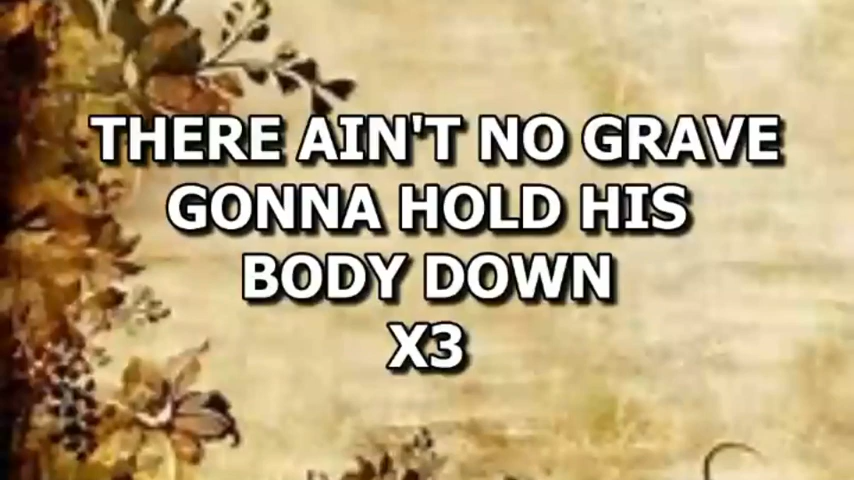 THERE AIN'T NO GRAVE
GONNA HOLD HIS
BODY DOWN
X3